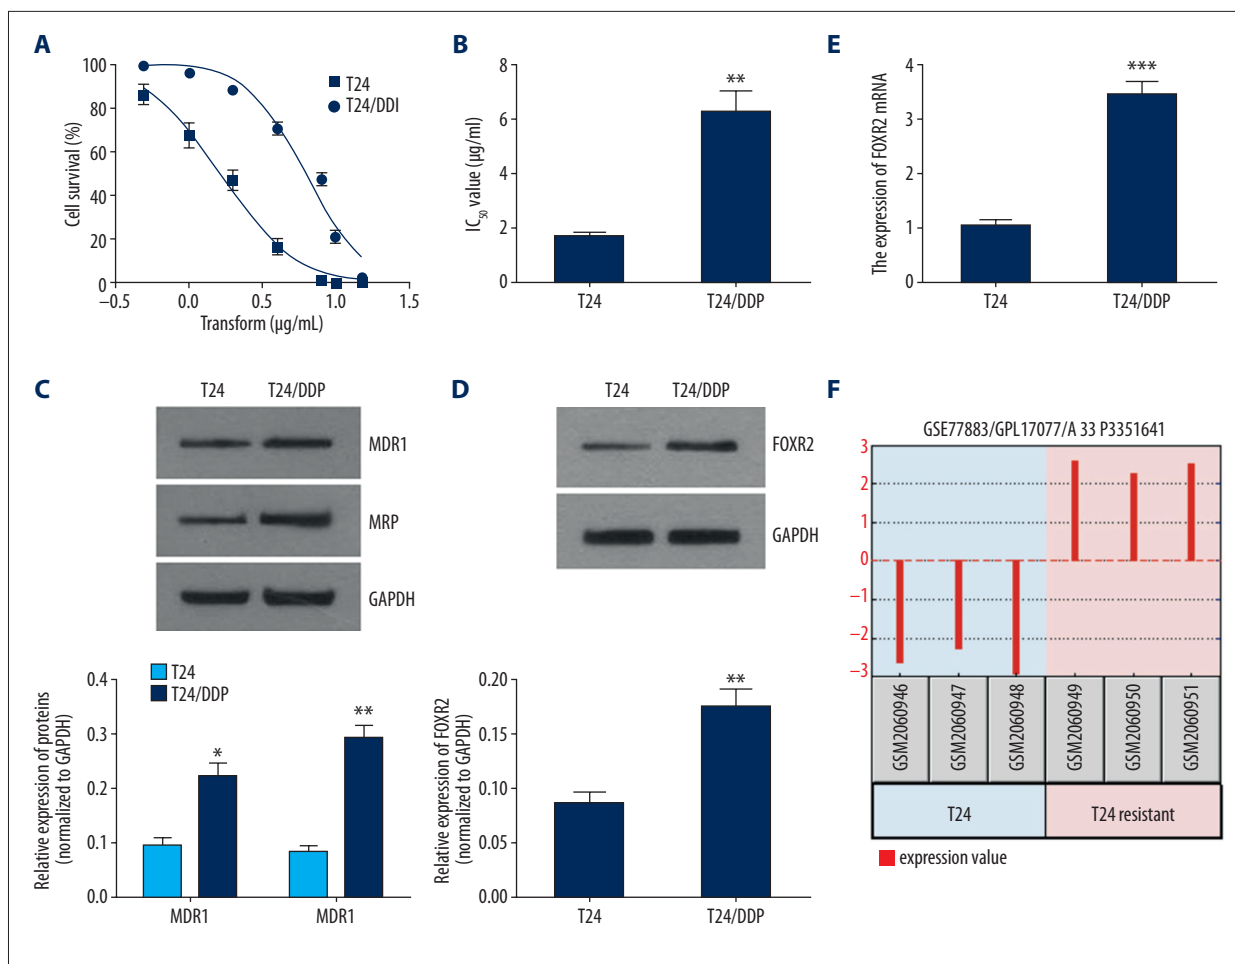 A
100
80
60
40
20
0
Cell survival (%)
T24
T24/DDI
–0.5
0.0
0.5
1.0
1.5
Transform (µg/mL)
B
8
6
4
2
0
IC50 value (µg/ml)
**
T24
T24/DDP
E
4
3
2
1
0
The expression of FOXR2 mRNA
***
T24
T24/DDP
C
T24
T24/DDP
MDR1
MRP
GAPDH
T24
T24/DDP
0.4
0.3
0.2
0.1
0.0
Relative expression of proteins
(normalized to GAPDH)
*
**
MDR1
MDR1
D
T24
T24/DDP
FOXR2
GAPDH
0.20
0.15
0.10
0.05
0.00
Relative expression of FOXR2
(normalized to GAPDH)
**
T24
T24/DDP
F
GSE77883/GPL17077/A 33 P3351641
3
2
1
0
–1
–2
–3
GSM2060946
GSM2060947
GSM2060948
GSM2060949
GSM2060950
GSM2060951
T24
T24 resistant
expression value